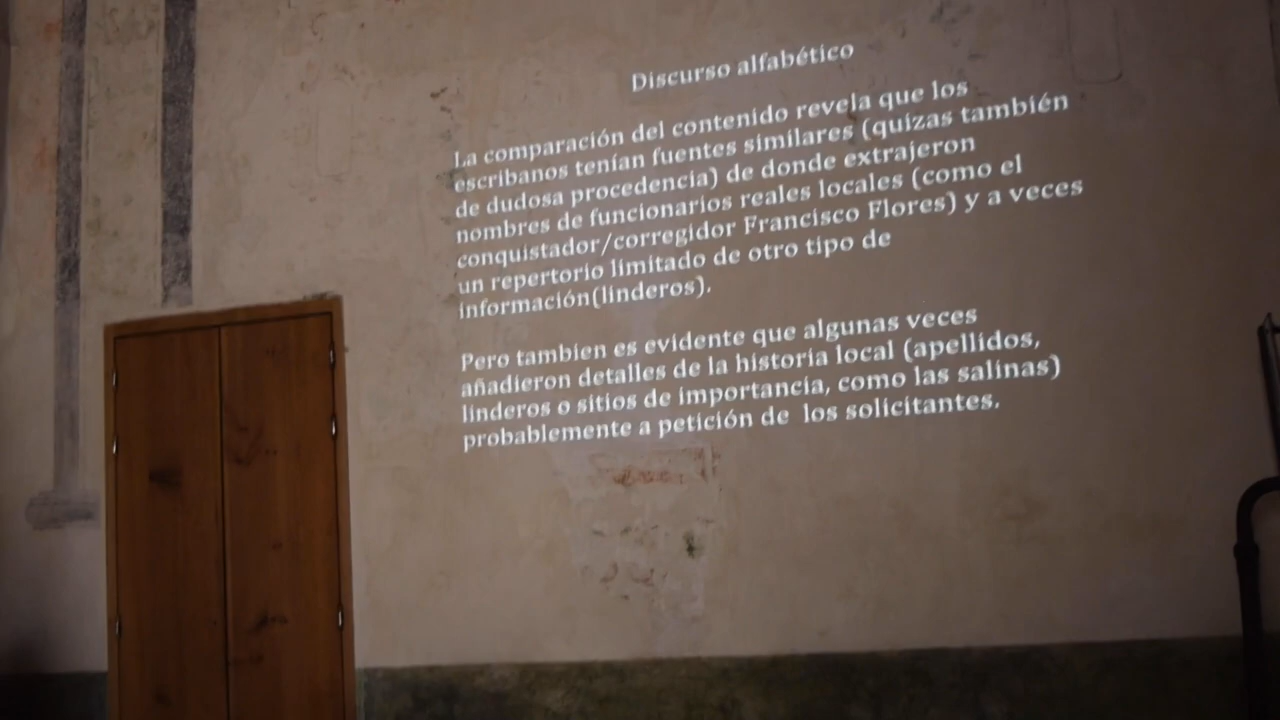 Discurso alfabético
La comparación del contenido revela que los
escribanos tenían fuentes similares (quizas también
de dudosa procedencia) de donde extrajeron
nombres de funcionarios reales locales (como el
conquistador/corregidor Francisco Flores) y a veces
un repertorio limitado de otro tipo de
información(linderos).
Pero tambien es evidente que algunas veces
añadieron detalles de la historia local (apellidos,
linderos o sitios de importancia, como las salinas)
probablemente a petición de  los solicitantes.